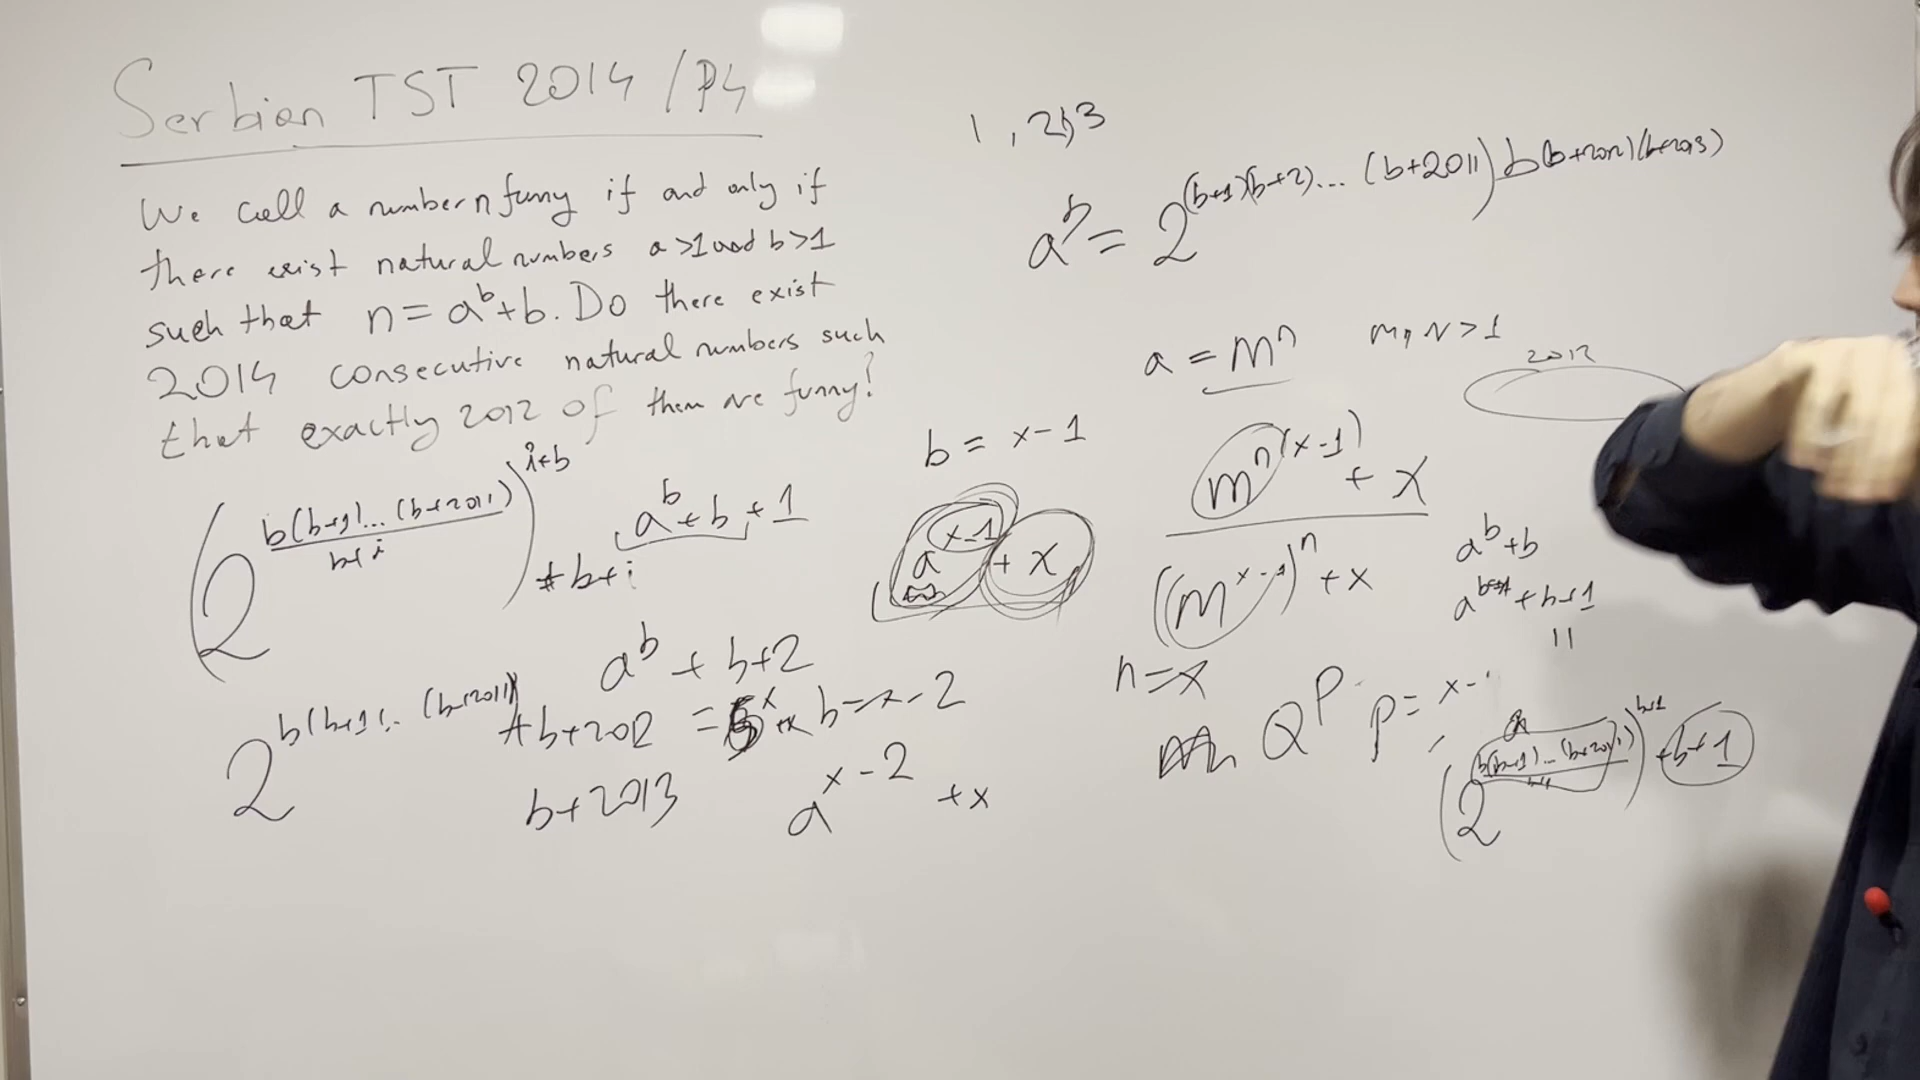 Serbian TST 2014 / P4
We call a number n funny if and only if
there exist natural numbers a>1 and b>1
such that n = a^b + b. Do there exist
2014 consecutive natural numbers such
that exactly 2012 of them are funny?
(2^{\frac{b(b+1)...(b+2011)}{b+i}})^{i+b} + b+i
a^b + b + 1
a^b + b+2
2^{b(b+1)...(b+2011)} + b+2012 =
b = x-2
b+2013
a^{x-2} + x
1, 2, 3
a^b = 2^{(b+1)(b+2)...(b+2011) b (b+2012)(b+2013)}
a = m^n m, n > 1
2012
b = x-1
a^{x-1} + x
m^{n(x-1)} + x
((m^{x-1})^n + x
n = x
Q^P P = x-1
a^b + b
+ b+1
11
(2^{\frac{b(b+1)...(b+2011)}{b+1}})^{b+1} + b+1